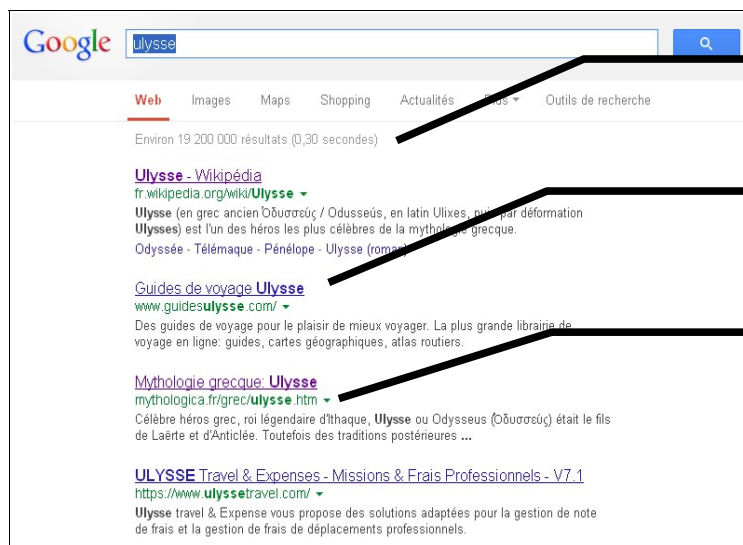 Google ulysse
Web Images Maps Shopping Actualités Plus Outils de recherche
Environ 19 200 000 résultats (0,30 secondes)
Ulysse - Wikipédia
fr.wikipedia.org/wiki/Ulysse
Ulysse (en grec ancien Ὀδυσσεύς / Odusseús, en latin Ulixes, puis par déformation
Ulysses) est l'un des héros les plus célèbres de la mythologie grecque.
Odyssée - Télémaque - Pénélope - Ulysse (roman)
Guides de voyage Ulysse
www.guidesulysse.com/
Des guides de voyage pour le plaisir de mieux voyager. La plus grande librairie de
voyage en ligne: guides, cartes géographiques, atlas routiers.
Mythologie grecque: Ulysse
mythologica.fr/grec/ulysse.htm
Célèbre héros grec, roi légendaire d'Ithaque, Ulysse ou Odysseus (Ὀδυσσεύς) était le fils
de Laërte et d'Anticlée. Toutefois des traditions postérieures ...
ULYSSE Travel & Expenses - Missions & Frais Professionnels - V7.1
https://www.ulyssetravel.com/
Ulysse travel & Expense vous propose des solutions adaptées pour la gestion de note
de frais et la gestion de frais de déplacements professionnels.